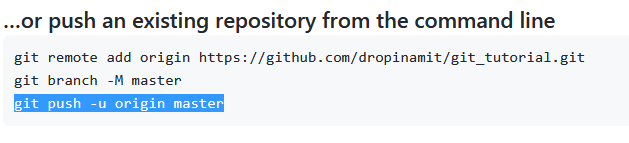 ...or push an existing repository from the command line
git remote add origin https://github.com/dropinamit/git_tutorial.git
git branch -M master
git push -u origin master